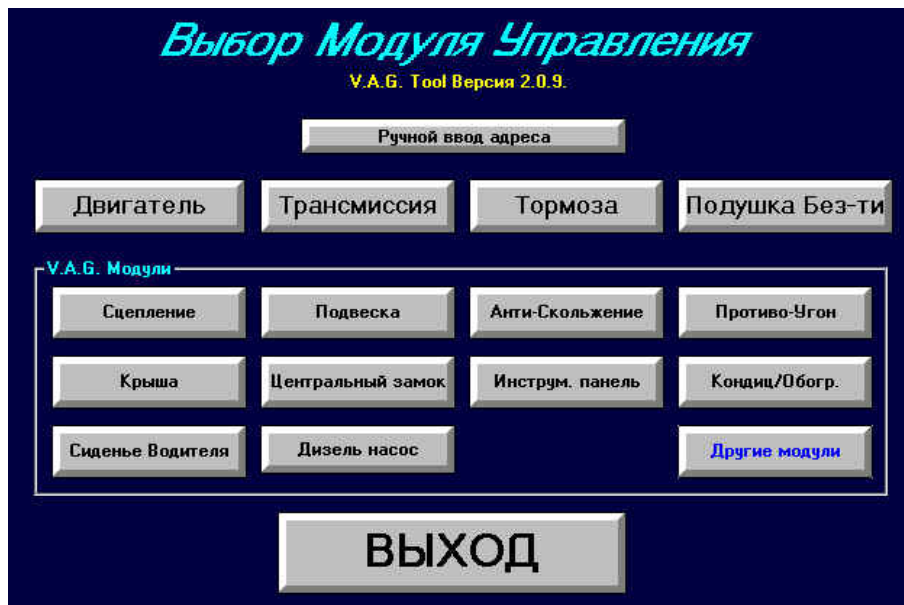 Выбор Модуля Управления
V.A.G. Tool Версия 2.0.9.
Ручной ввод адреса
Двигатель Трансмиссия Тормоза Подушка Без-ти
V.A.G. Модули
Сцепление Подвеска Анти-Скольжение Противо-Угон
Крыша Центральный замок Инструм. панель Кондиц/Обогр.
Сиденье Водителя Дизель насос Другие модули
ВЫХОД